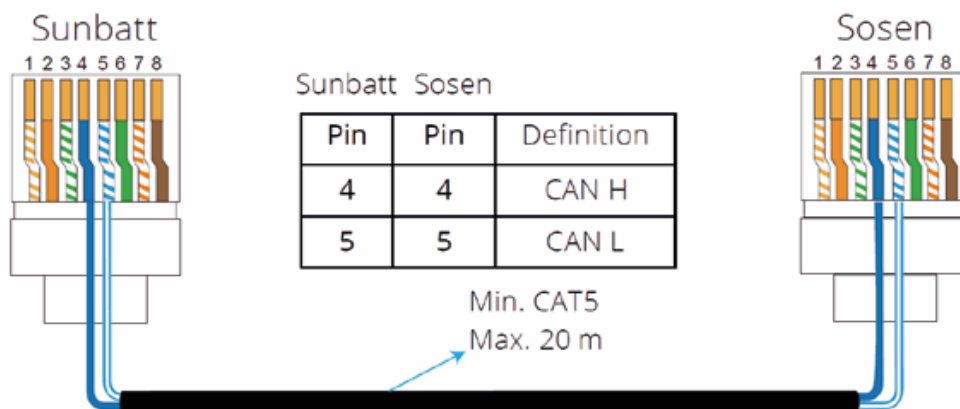 Sunbatt
Sosen
1 2 3 4 5 6 7 8
1 2 3 4 5 6 7 8
Sunbatt Sosen
Pin Pin Definition
4 4 CAN H
5 5 CAN L
Min. CAT5
Max. 20 m